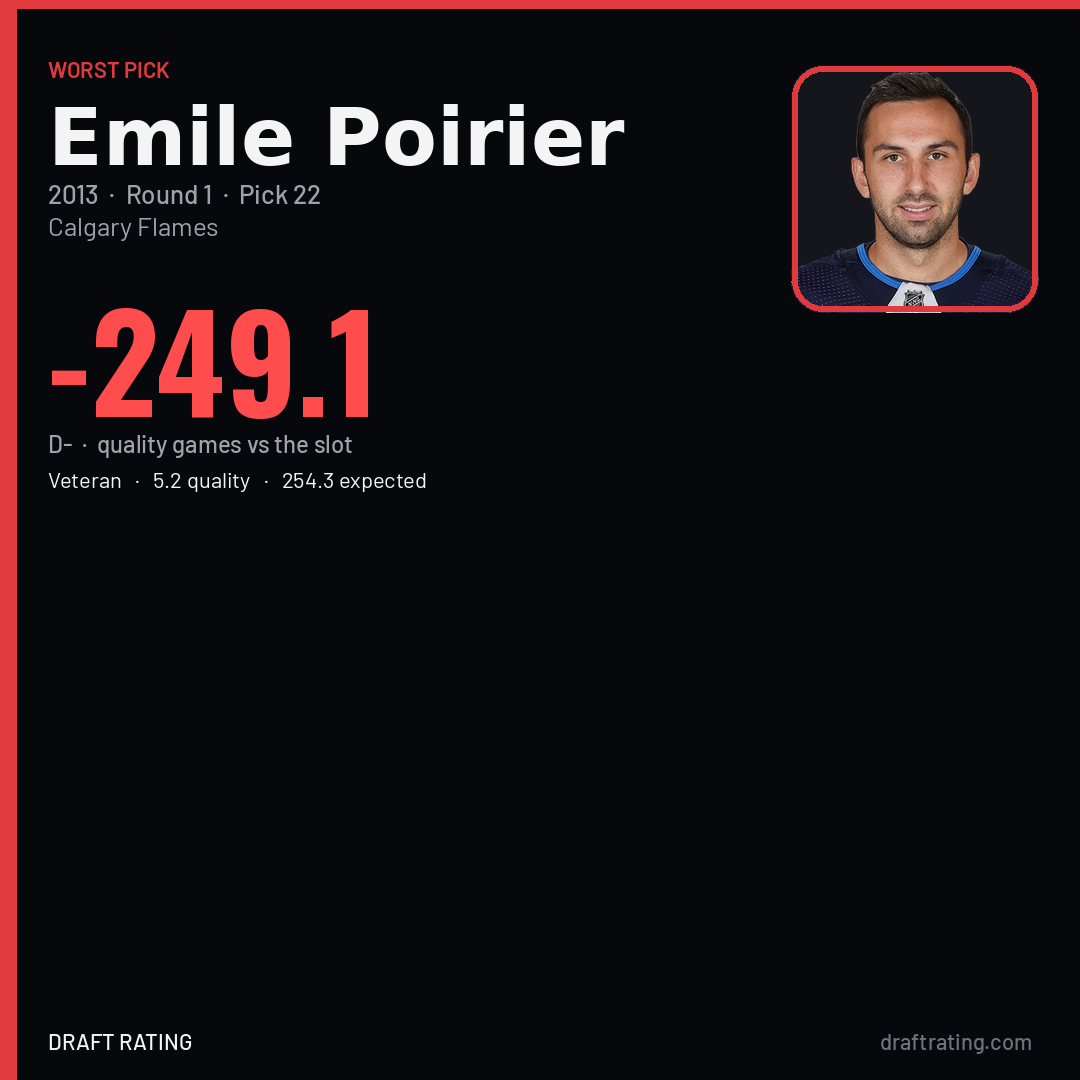 WORST PICK
Emile Poirier
2013 · Round 1 · Pick 22
Calgary Flames
-249.1
D- · quality games vs the slot
Veteran · 5.2 quality · 254.3 expected
DRAFT RATING
draftrating.com